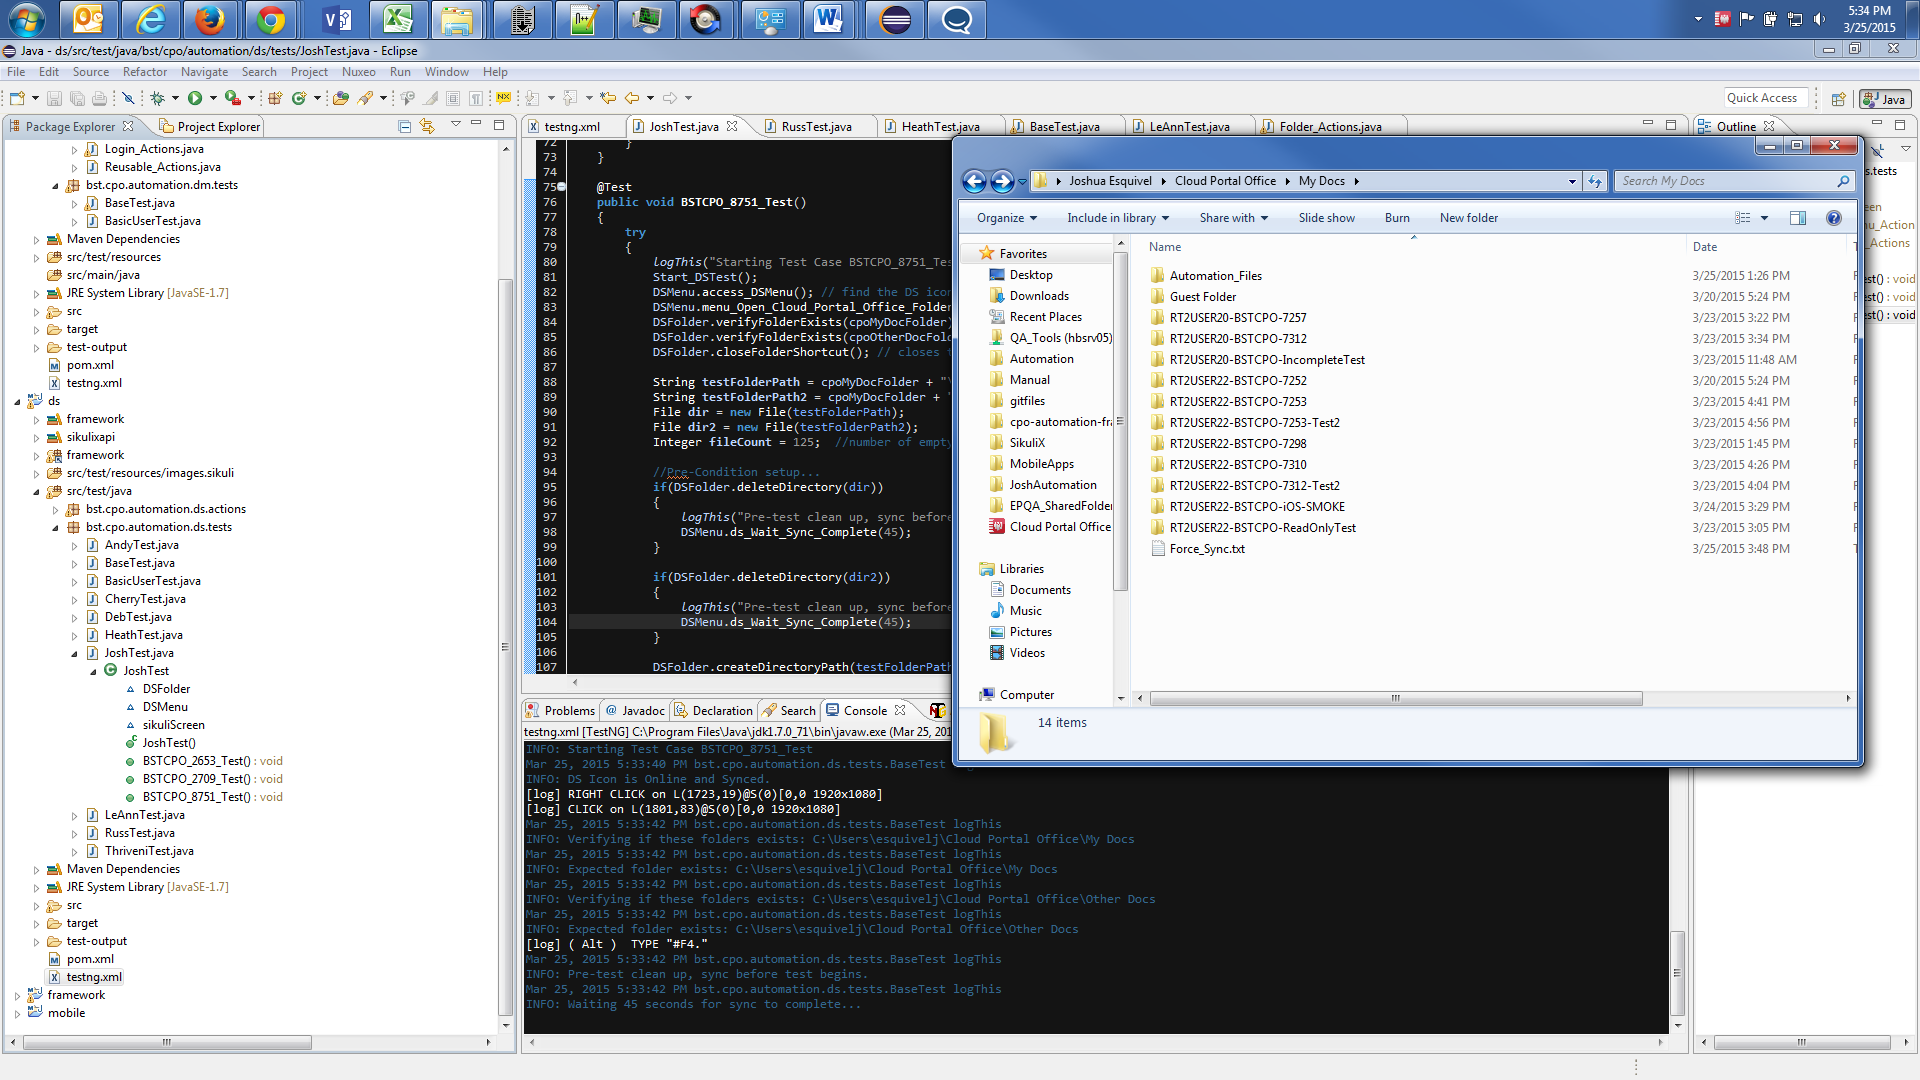 5:34 PM
3/25/2015
Java - ds/src/test/java/bst/cpo/automation/ds/tests/JoshTest.java - Eclipse
File Edit Source Refactor Navigate Search Project Nuxeo Run Window Help
Quick Access
Java
Package Explorer
Project Explorer
Login_Actions.java
Reusable_Actions.java
bst.cpo.automation.dm.tests
BaseTest.java
BasicUserTest.java
Maven Dependencies
src/test/resources
src/main/java
JRE System Library [JavaSE-1.7]
src
target
test-output
pom.xml
testng.xml
ds
framework
sikulixapi
framework
src/test/resources/images.sikuli
src/test/java
bst.cpo.automation.ds.actions
bst.cpo.automation.ds.tests
AndyTest.java
BaseTest.java
BasicUserTest.java
CherryTest.java
DebTest.java
HeathTest.java
JoshTest.java
JoshTest
DSFolder
DSMenu
sikuliScreen
JoshTest()
BSTCPO_2653_Test() : void
BSTCPO_2709_Test() : void
BSTCPO_8751_Test() : void
LeAnnTest.java
RussTest.java
ThriveniTest.java
Maven Dependencies
JRE System Library [JavaSE-1.7]
src
target
test-output
pom.xml
testng.xml
framework
mobile
testng.xml JoshTest.java RussTest.java HeathTest.java BaseTest.java LeAnnTest.java Folder_Actions.java
72 }
73 }
74
75 @Test
76 public void BSTCPO_8751_Test()
77 {
78 try
79 {
80 logThis("Starting Test Case BSTCPO_8751_Tes
81 Start_DSTest();
82 DSMenu.access_DSMenu(); // find the DS icon
83 DSMenu.menu_Open_Cloud_Portal_Office_Folder
84 DSFolder.verifyFolderExists(cpoMyDocFolder)
85 DSFolder.verifyFolderExists(cpoOtherDocFold
86 DSFolder.closeFolderShortcut(); // closes t
87
88 String testFolderPath = cpoMyDocFolder + "\
89 String testFolderPath2 = cpoMyDocFolder +
90 File dir = new File(testFolderPath);
91 File dir2 = new File(testFolderPath2);
92 Integer fileCount = 125; //number of empty
93
94 //Pre-Condition setup...
95 if(DSFolder.deleteDirectory(dir))
96 {
97 logThis("Pre-test clean up, sync before
98 DSMenu.ds_Wait_Sync_Complete(45);
99 }
100
101 if(DSFolder.deleteDirectory(dir2))
102 {
103 logThis("Pre-test clean up, sync before
104 DSMenu.ds_Wait_Sync_Complete(45);
105 }
106
107 DSFolder.createDirectoryPath(testFolderPath
Problems @ Javadoc Declaration Search Console
testng.xml [TestNG] C:\Program Files\Java\jdk1.7.0_71\bin\javaw.exe (Mar 25, 201
INFO: Starting Test Case BSTCPO_8751_Test
Mar 25, 2015 5:33:40 PM bst.cpo.automation.ds.tests.BaseTest
INFO: DS Icon is Online and Synced.
[log] RIGHT CLICK on L(1723,19)@S(0)[0,0 1920x1080]
[log] CLICK on L(1801,83)@S(0)[0,0 1920x1080]
Mar 25, 2015 5:33:42 PM bst.cpo.automation.ds.tests.BaseTest logThis
INFO: Verifying if these folders exists: C:\Users\esquivelj\Cloud Portal Office\My Docs
Mar 25, 2015 5:33:42 PM bst.cpo.automation.ds.tests.BaseTest logThis
INFO: Expected folder exists: C:\Users\esquivelj\Cloud Portal Office\My Docs
Mar 25, 2015 5:33:42 PM bst.cpo.automation.ds.tests.BaseTest logThis
INFO: Verifying if these folders exists: C:\Users\esquivelj\Cloud Portal Office\Other Docs
Mar 25, 2015 5:33:42 PM bst.cpo.automation.ds.tests.BaseTest logThis
INFO: Expected folder exists: C:\Users\esquivelj\Cloud Portal Office\Other Docs
[log] ( Alt ) TYPE "#F4."
Mar 25, 2015 5:33:42 PM bst.cpo.automation.ds.tests.BaseTest logThis
INFO: Pre-test clean up, sync before test begins.
Mar 25, 2015 5:33:42 PM bst.cpo.automation.ds.tests.BaseTest logThis
INFO: Waiting 45 seconds for sync to complete...
Joshua Esquivel Cloud Portal Office My Docs
Search My Docs
Organize Include in library Share with Slide show Burn New folder
Favorites
Desktop
Downloads
Recent Places
QA_Tools (hbsrv05)
Automation
Manual
gitfiles
cpo-automation-fra
SikuliX
MobileApps
JoshAutomation
EPQA_SharedFolder
Cloud Portal Office
Libraries
Documents
Music
Pictures
Videos
Computer
Name Date
Automation_Files 3/25/2015 1:26 PM
Guest Folder 3/20/2015 5:24 PM
RT2USER20-BSTCPO-7257 3/23/2015 3:22 PM
RT2USER20-BSTCPO-7312 3/23/2015 3:34 PM
RT2USER20-BSTCPO-IncompleteTest 3/23/2015 11:48 AM
RT2USER22-BSTCPO-7252 3/20/2015 5:24 PM
RT2USER22-BSTCPO-7253 3/23/2015 4:41 PM
RT2USER22-BSTCPO-7253-Test2 3/23/2015 4:56 PM
RT2USER22-BSTCPO-7298 3/23/2015 1:45 PM
RT2USER22-BSTCPO-7310 3/23/2015 4:26 PM
RT2USER22-BSTCPO-7312-Test2 3/23/2015 4:04 PM
RT2USER22-BSTCPO-iOS-SMOKE 3/24/2015 3:29 PM
RT2USER22-BSTCPO-ReadOnlyTest 3/23/2015 3:05 PM
Force_Sync.txt 3/25/2015 3:48 PM
14 items
Outline
s.tests
een
nu_Action
_Actions
est() : void
est() : void
est() : void